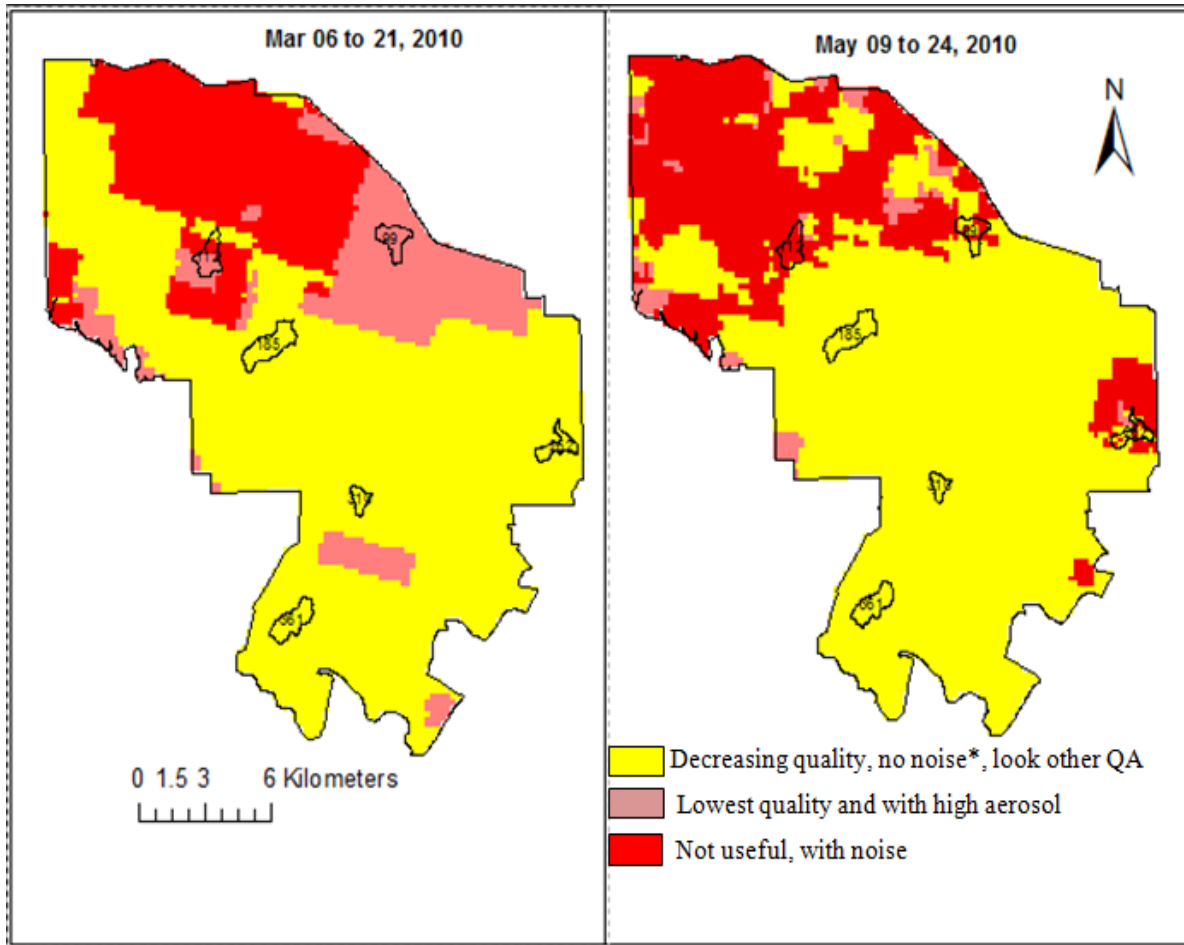 Mar 06 to 21, 2010
May 09 to 24, 2010
N
99
185
185
Decreasing quality, no noise*, look other QA
0 1.5 3 6 Kilometers
Lowest quality and with high aerosol
Not useful, with noise